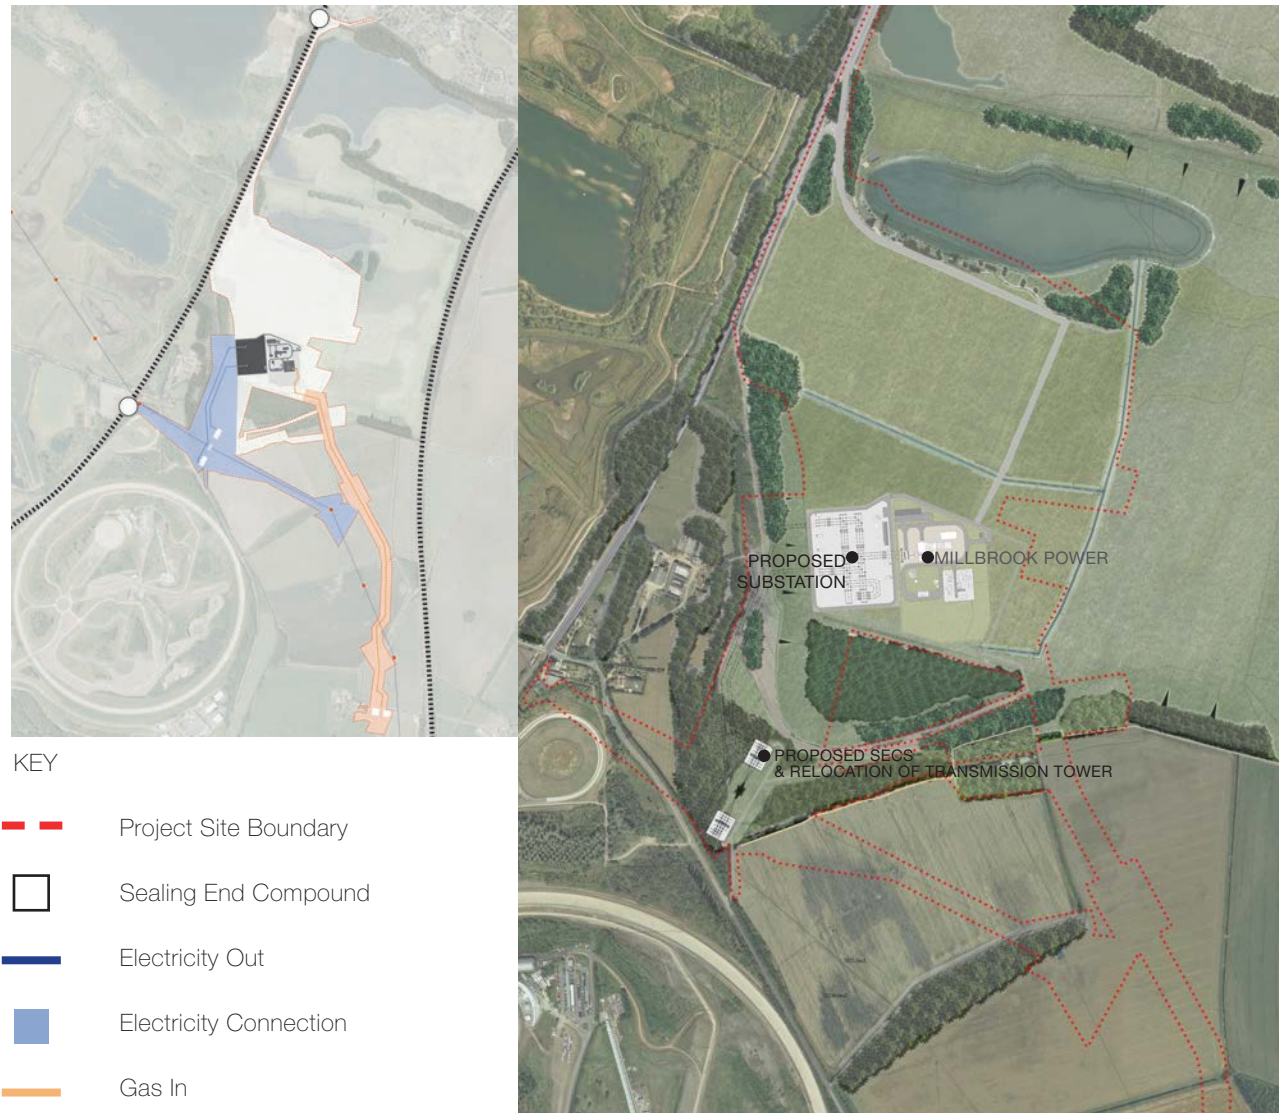 PROPOSED
SUBSTATION
MILLBROOK POWER
PROPOSED SECS
& RELOCATION OF TRANSMISSION TOWER
KEY
Project Site Boundary
Sealing End Compound
Electricity Out
Electricity Connection
Gas In